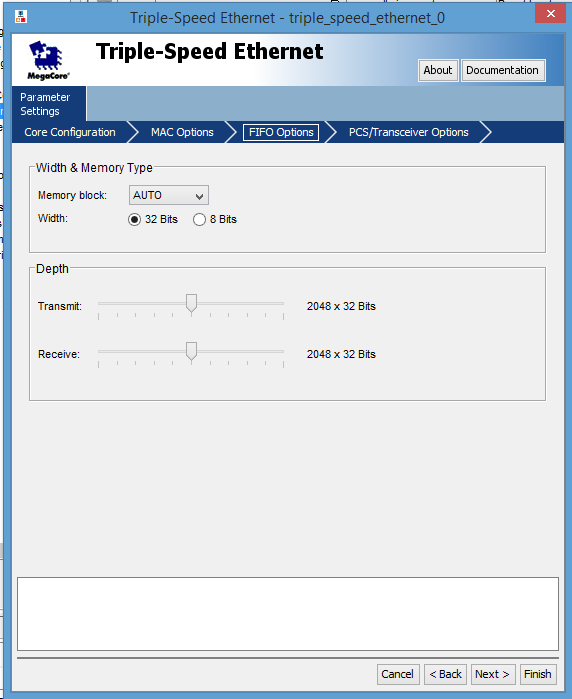 Triple-Speed Ethernet - triple_speed_ethernet_0
MegaCore®
Triple-Speed Ethernet
About
Documentation
Parameter
Settings
Core Configuration
MAC Options
FIFO Options
PCS/Transceiver Options
Width & Memory Type
Memory block:
AUTO
Width:
32 Bits
8 Bits
Depth
Transmit:
2048 x 32 Bits
Receive:
2048 x 32 Bits
Cancel
< Back
Next >
Finish